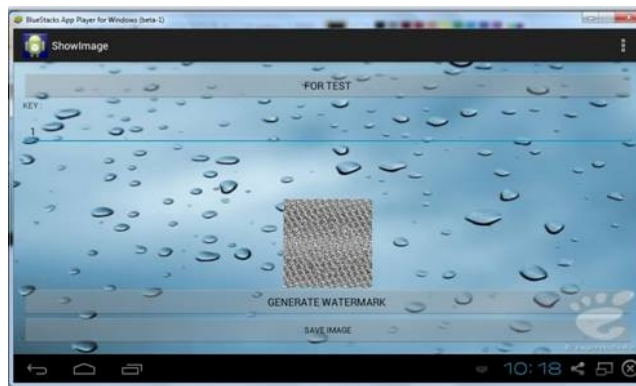 BlueStacks App Player for Windows (beta-1)
ShowImage
FOR TEST
KEY :
1
GENERATE WATERMARK
SAVE IMAGE
10:18